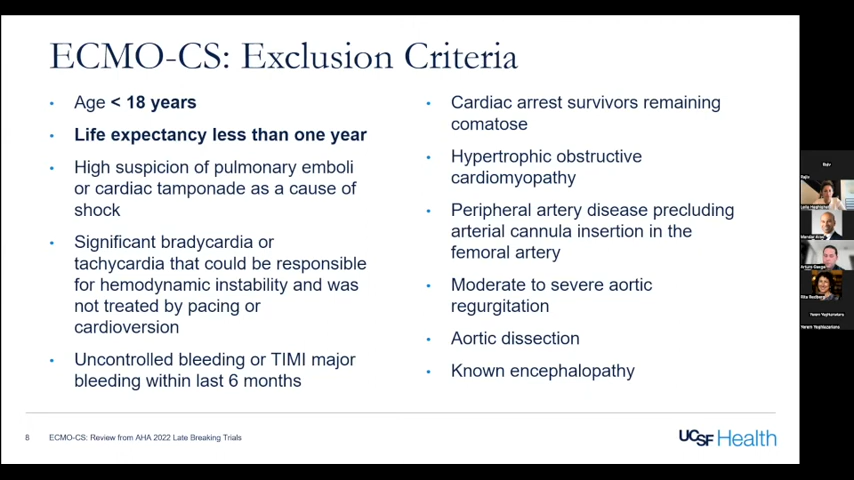 ECMO-CS: Exclusion Criteria
• Age < 18 years
• Life expectancy less than one year
• High suspicion of pulmonary emboli
or cardiac tamponade as a cause of
shock
• Significant bradycardia or
tachycardia that could be responsible
for hemodynamic instability and was
not treated by pacing or
cardioversion
• Uncontrolled bleeding or TIMI major
bleeding within last 6 months
• Cardiac arrest survivors remaining
comatose
• Hypertrophic obstructive
cardiomyopathy
• Peripheral artery disease precluding
arterial cannula insertion in the
femoral artery
• Moderate to severe aortic
regurgitation
• Aortic dissection
• Known encephalopathy
8 ECMO-CS: Review from AHA 2022 Late Breaking Trials
UCSF Health